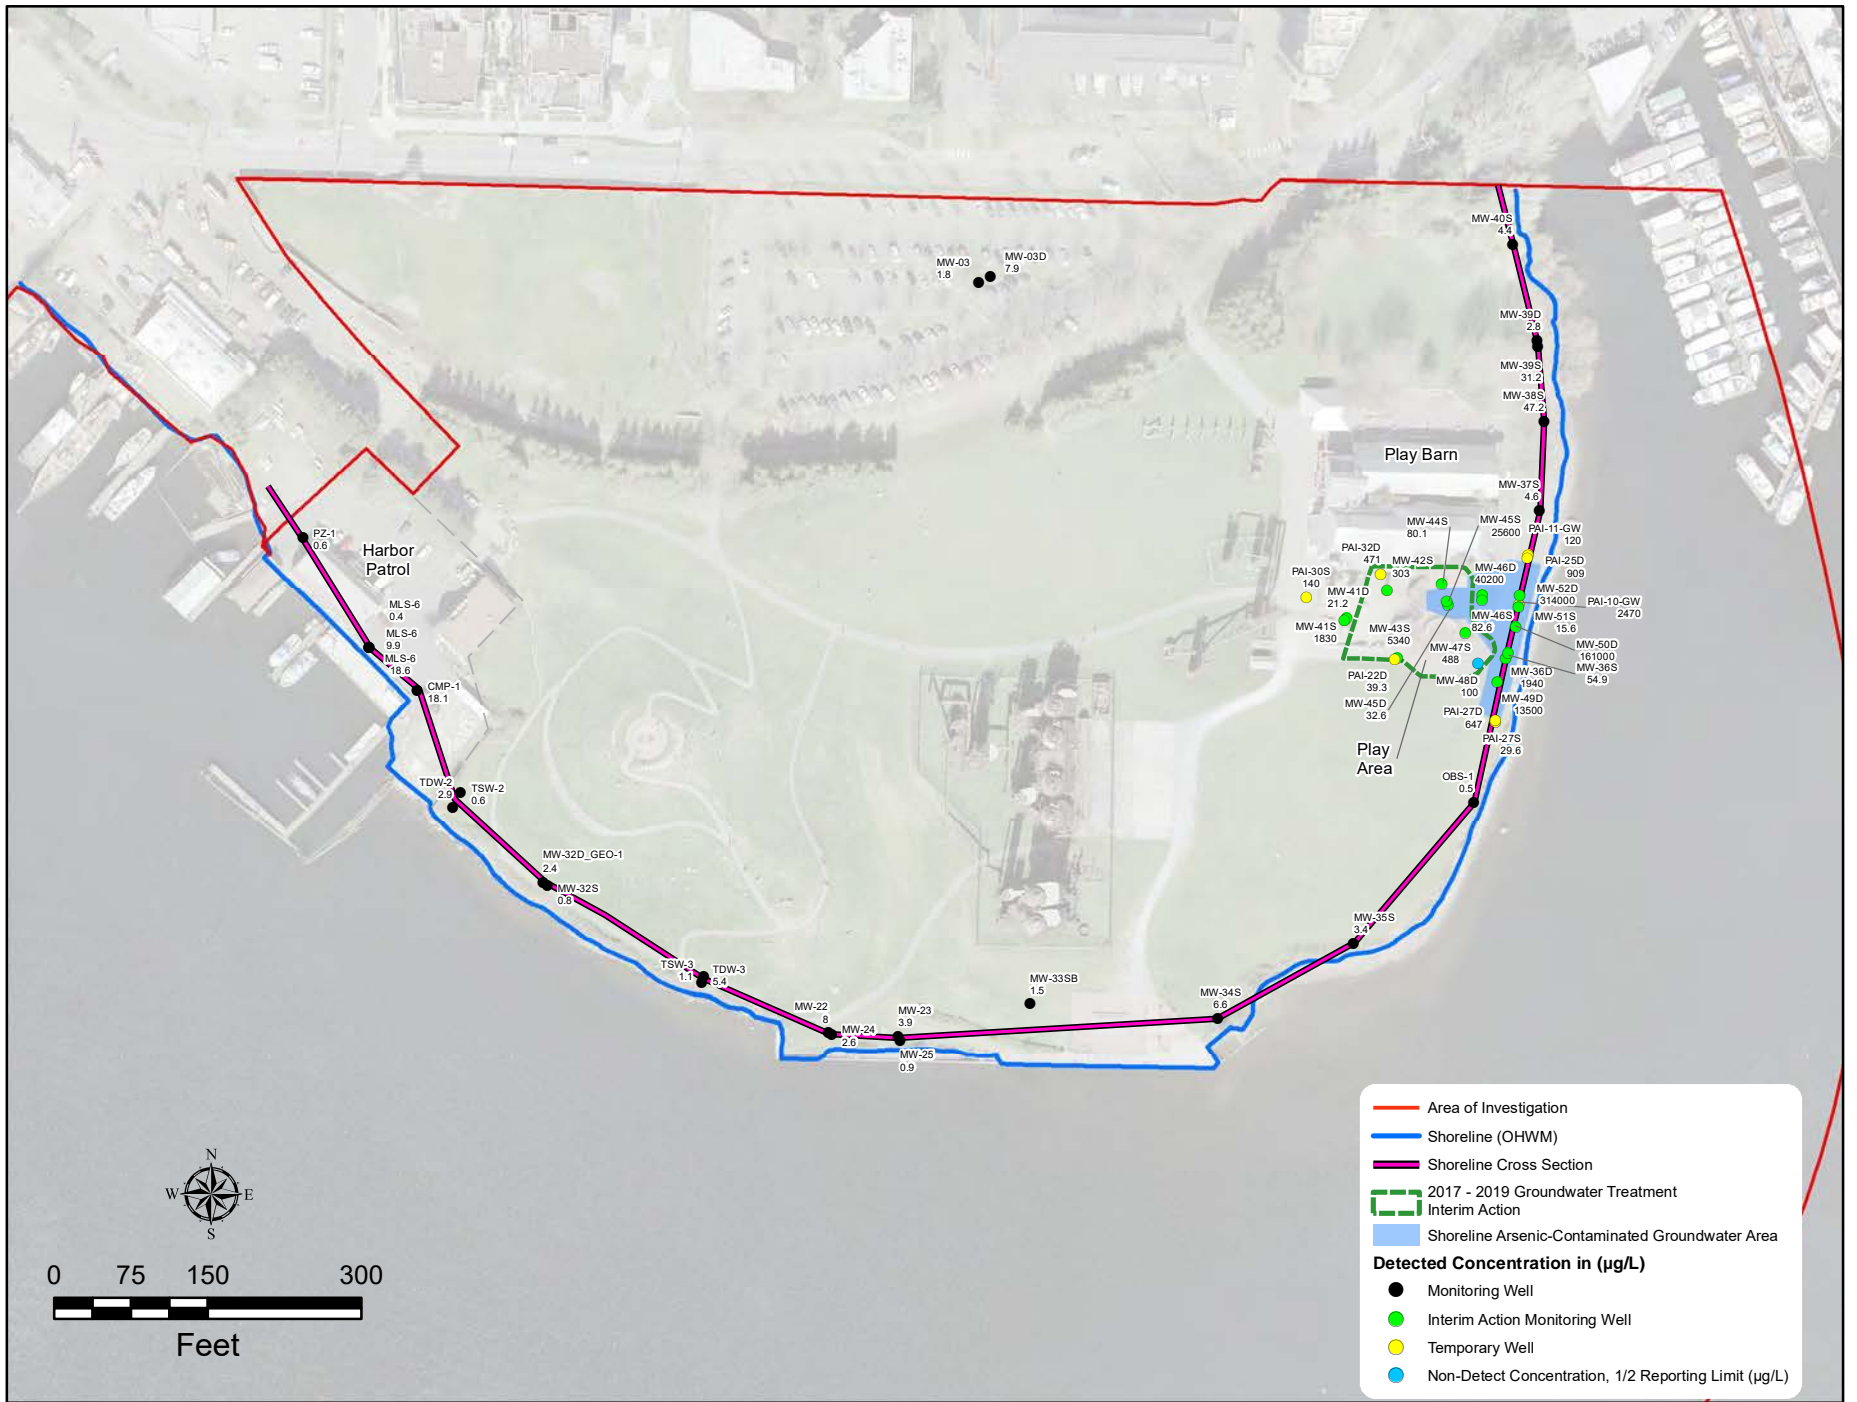 MW-40S
4.4
MW-03
1.8
MW-03D
7.9
MW-39D
2.8
MW-39S
31.2
MW-38S
47.2
Play Barn
MW-37S
4.6
MW-44S
80.1
MW-45S
25600
PAI-11-GW
120
PAI-32D
471
MW-42S
303
MW-46D
40200
PAI-25D
909
PAI-30S
140
MW-41D
21.2
MW-52D
314000
PAI-10-GW
2470
MW-41S
1830
MW-43S
5340
MW-46S
82.6
MW-51S
15.6
MW-47S
488
MW-50D
161000
MW-36S
54.9
PAI-22D
39.3
MW-48D
100
MW-36D
1940
MW-45D
32.6
MW-49D
13500
PAI-27D
647
PAI-27S
29.6
Play
Area
OBS-1
0.5
PZ-1
0.6
Harbor
Patrol
MLS-6
0.4
MLS-6
9.9
MLS-6
18.6
CMP-1
18.1
TDW-2
2.9
TSW-2
0.6
MW-32D_GEO-1
2.4
MW-32S
0.8
TSW-3
1.1
TDW-3
5.4
MW-22
8
MW-24
2.6
MW-23
3.9
MW-25
0.9
MW-33SB
1.5
MW-34S
6.6
MW-35S
3.4
N
W
E
S
0 75 150 300
Feet
Area of Investigation
Shoreline (OHWM)
Shoreline Cross Section
2017 - 2019 Groundwater Treatment
Interim Action
Shoreline Arsenic-Contaminated Groundwater Area
Detected Concentration in (µg/L)
Monitoring Well
Interim Action Monitoring Well
Temporary Well
Non-Detect Concentration, 1/2 Reporting Limit (µg/L)